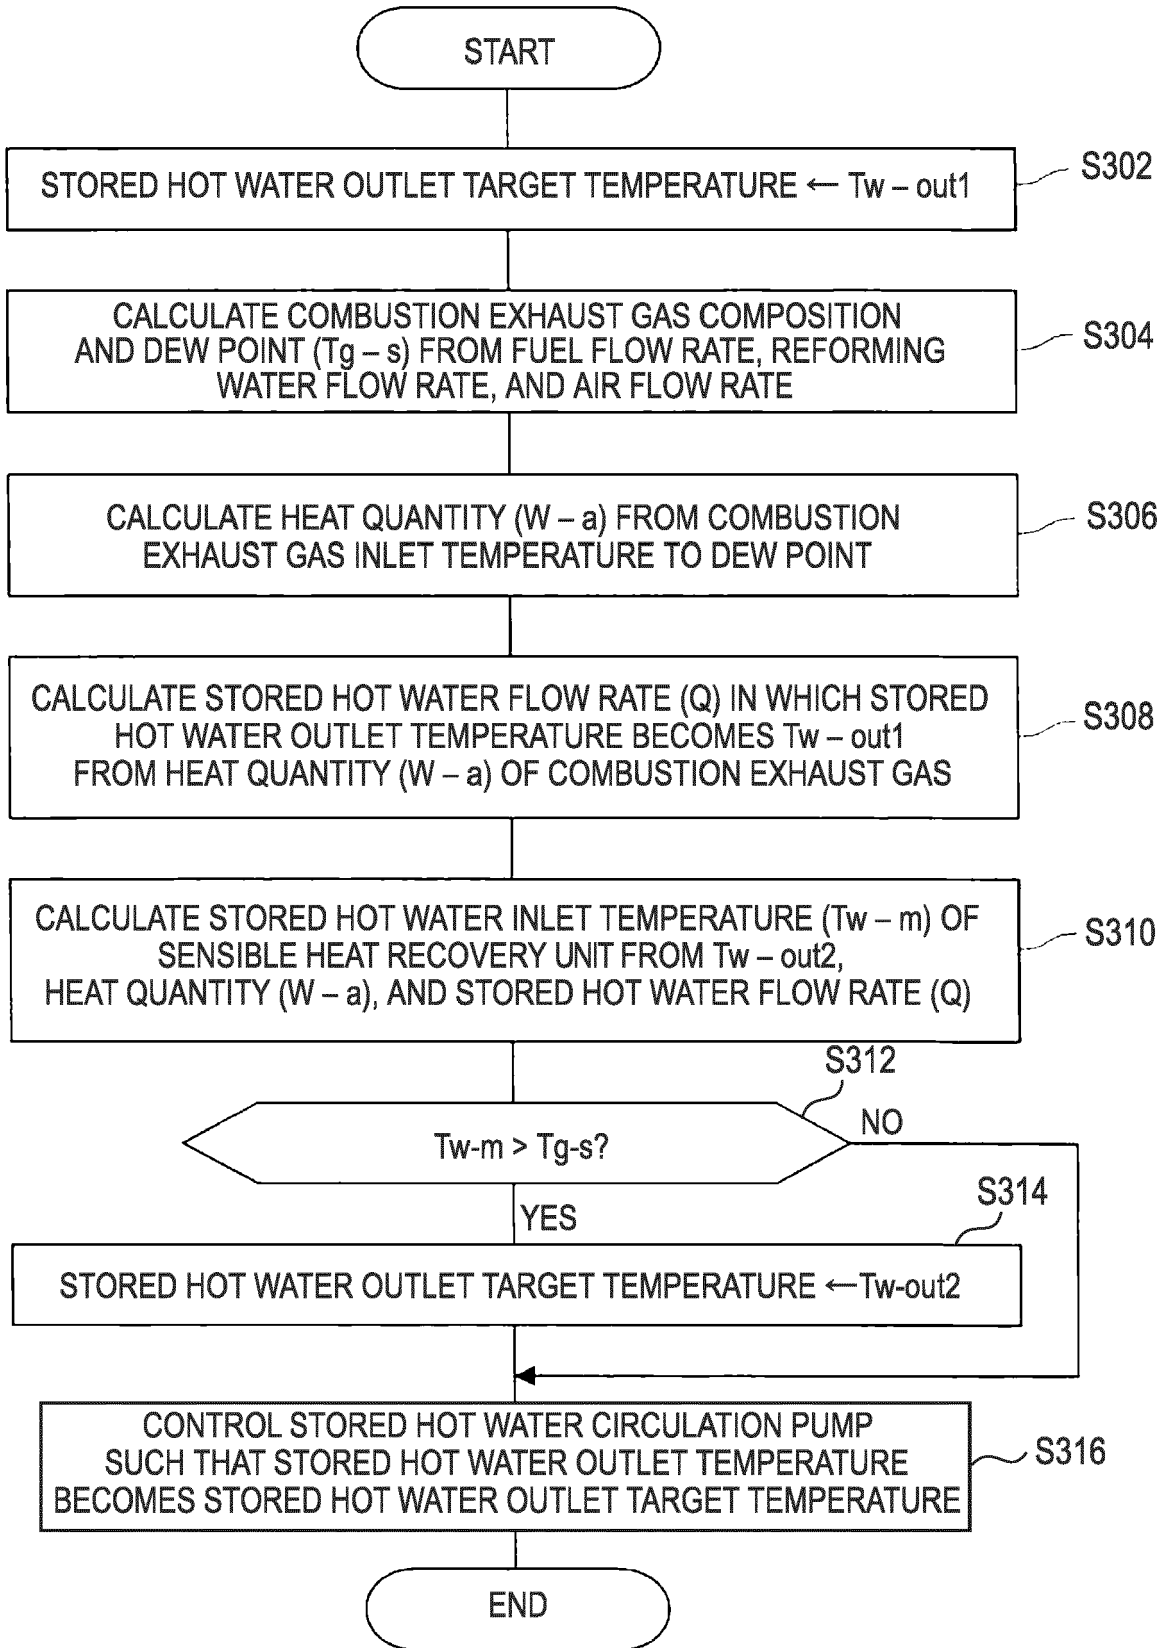 START
STORED HOT WATER OUTLET TARGET TEMPERATURE ← Tw – out1
S302
CALCULATE COMBUSTION EXHAUST GAS COMPOSITION
AND DEW POINT (Tg – s) FROM FUEL FLOW RATE, REFORMING
WATER FLOW RATE, AND AIR FLOW RATE
S304
CALCULATE HEAT QUANTITY (W – a) FROM COMBUSTION
EXHAUST GAS INLET TEMPERATURE TO DEW POINT
S306
CALCULATE STORED HOT WATER FLOW RATE (Q) IN WHICH STORED
HOT WATER OUTLET TEMPERATURE BECOMES Tw – out1
FROM HEAT QUANTITY (W – a) OF COMBUSTION EXHAUST GAS
S308
CALCULATE STORED HOT WATER INLET TEMPERATURE (Tw – m) OF
SENSIBLE HEAT RECOVERY UNIT FROM Tw – out2,
HEAT QUANTITY (W – a), AND STORED HOT WATER FLOW RATE (Q)
S310
S312
Tw-m > Tg-s?
NO
YES
S314
STORED HOT WATER OUTLET TARGET TEMPERATURE ←Tw-out2
CONTROL STORED HOT WATER CIRCULATION PUMP
SUCH THAT STORED HOT WATER OUTLET TEMPERATURE
BECOMES STORED HOT WATER OUTLET TARGET TEMPERATURE
S316
END